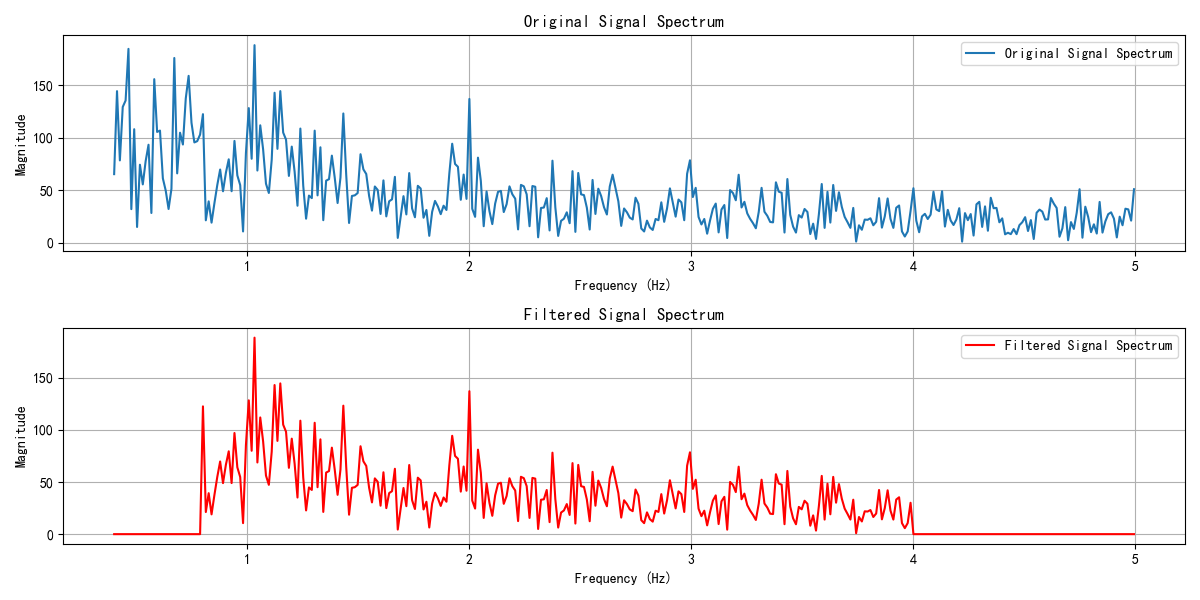 Original Signal Spectrum
Original Signal Spectrum
Magnitude
150
100
50
0
1 2 3 4 5
Frequency (Hz)
Filtered Signal Spectrum
Filtered Signal Spectrum
Magnitude
150
100
50
0
1 2 3 4 5
Frequency (Hz)